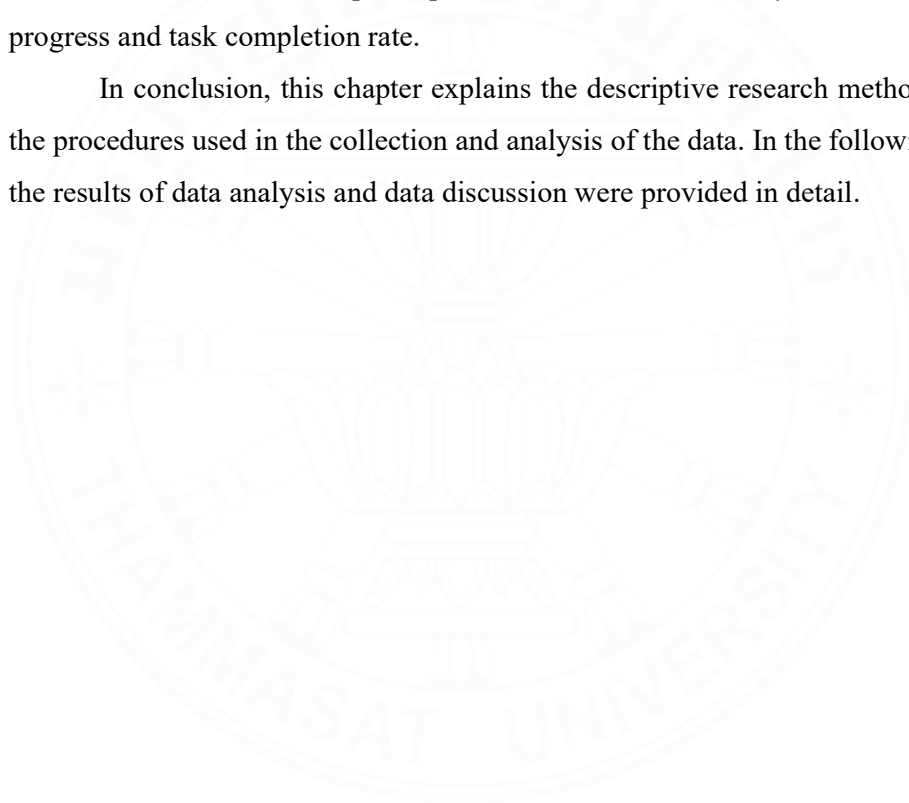 progress and task completion rate.
In conclusion, this chapter explains the descriptive research
the procedures used in the collection and analysis of the data. In the
the results of data analysis and data discussion were provided in detail.
THAMMASAT UNIVERSITY